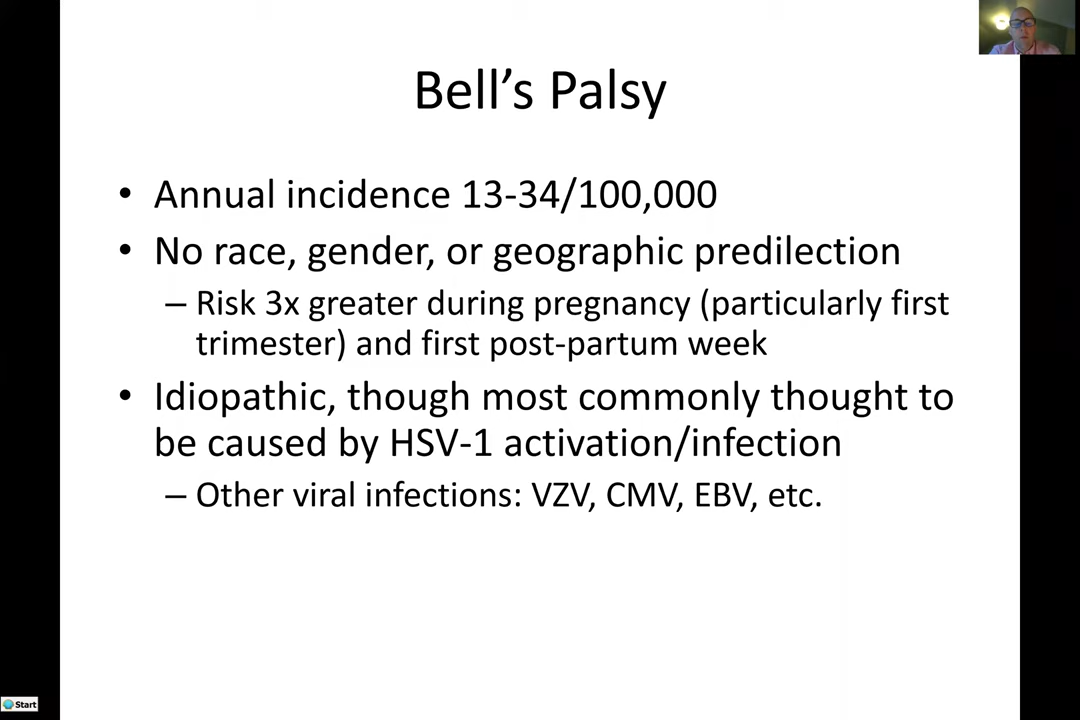 Bell's Palsy
• Annual incidence 13-34/100,000
• No race, gender, or geographic predilection
– Risk 3x greater during pregnancy (particularly first
trimester) and first post-partum week
• Idiopathic, though most commonly thought to
be caused by HSV-1 activation/infection
– Other viral infections: VZV, CMV, EBV, etc.
Start